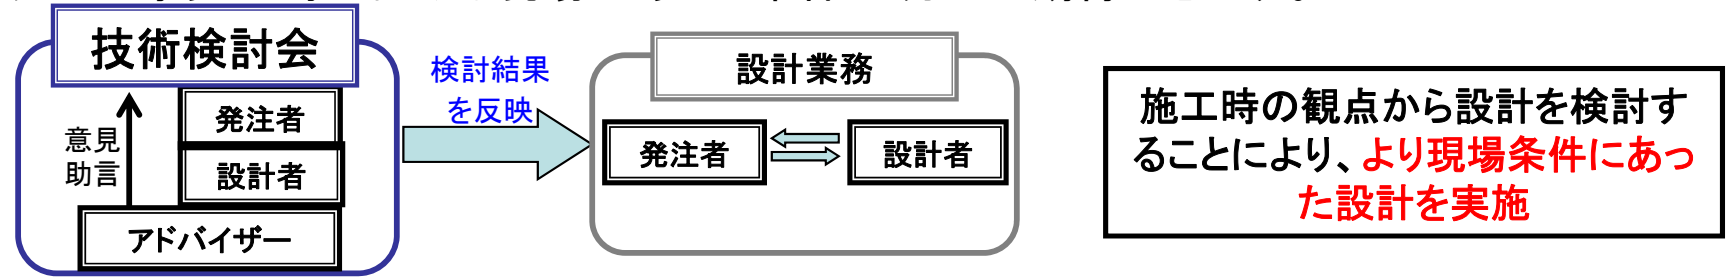 技術検討会
発注者
意見
助言
設計者
アドバイザー
検討結果
を反映
設計業務
発注者
設計者
施工時の観点から設計を検討す
ることにより、より現場条件にあっ
た設計を実施